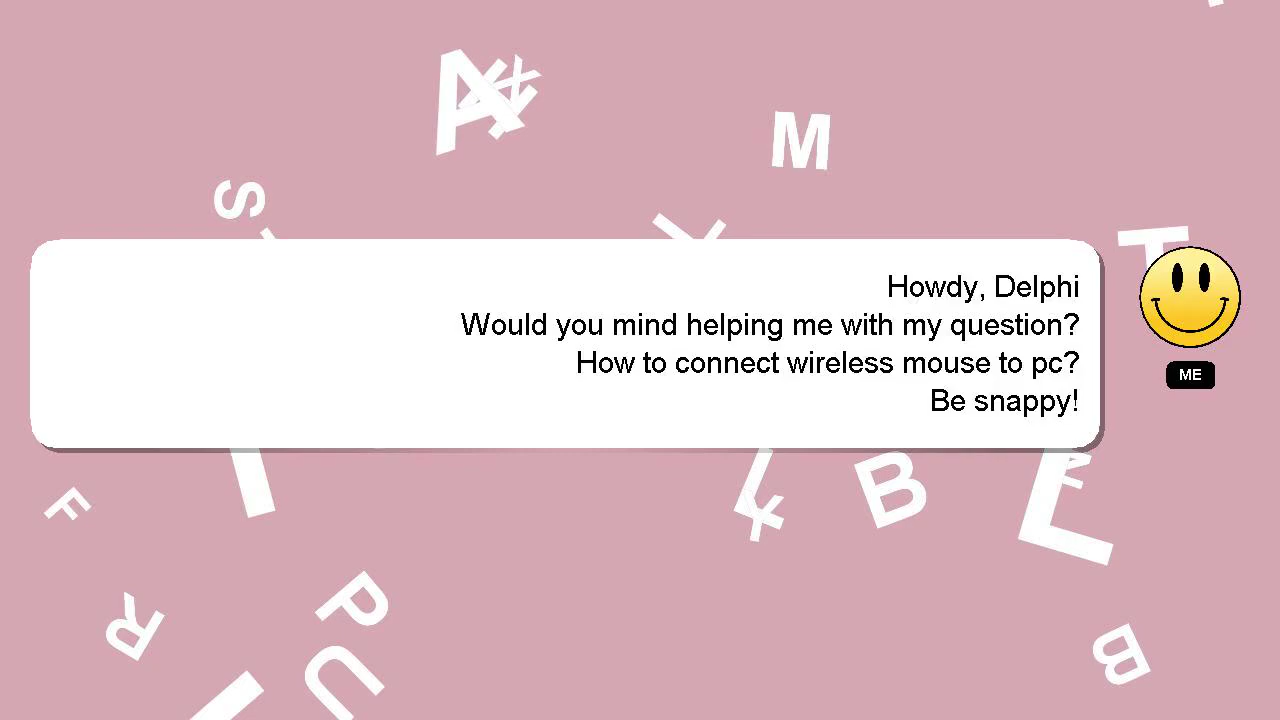 Howdy, Delphi
Would you mind helping me with my question?
How to connect wireless mouse to pc?
Be snappy!
ME
A
M
S
T
F
B
L
R
P
U
B